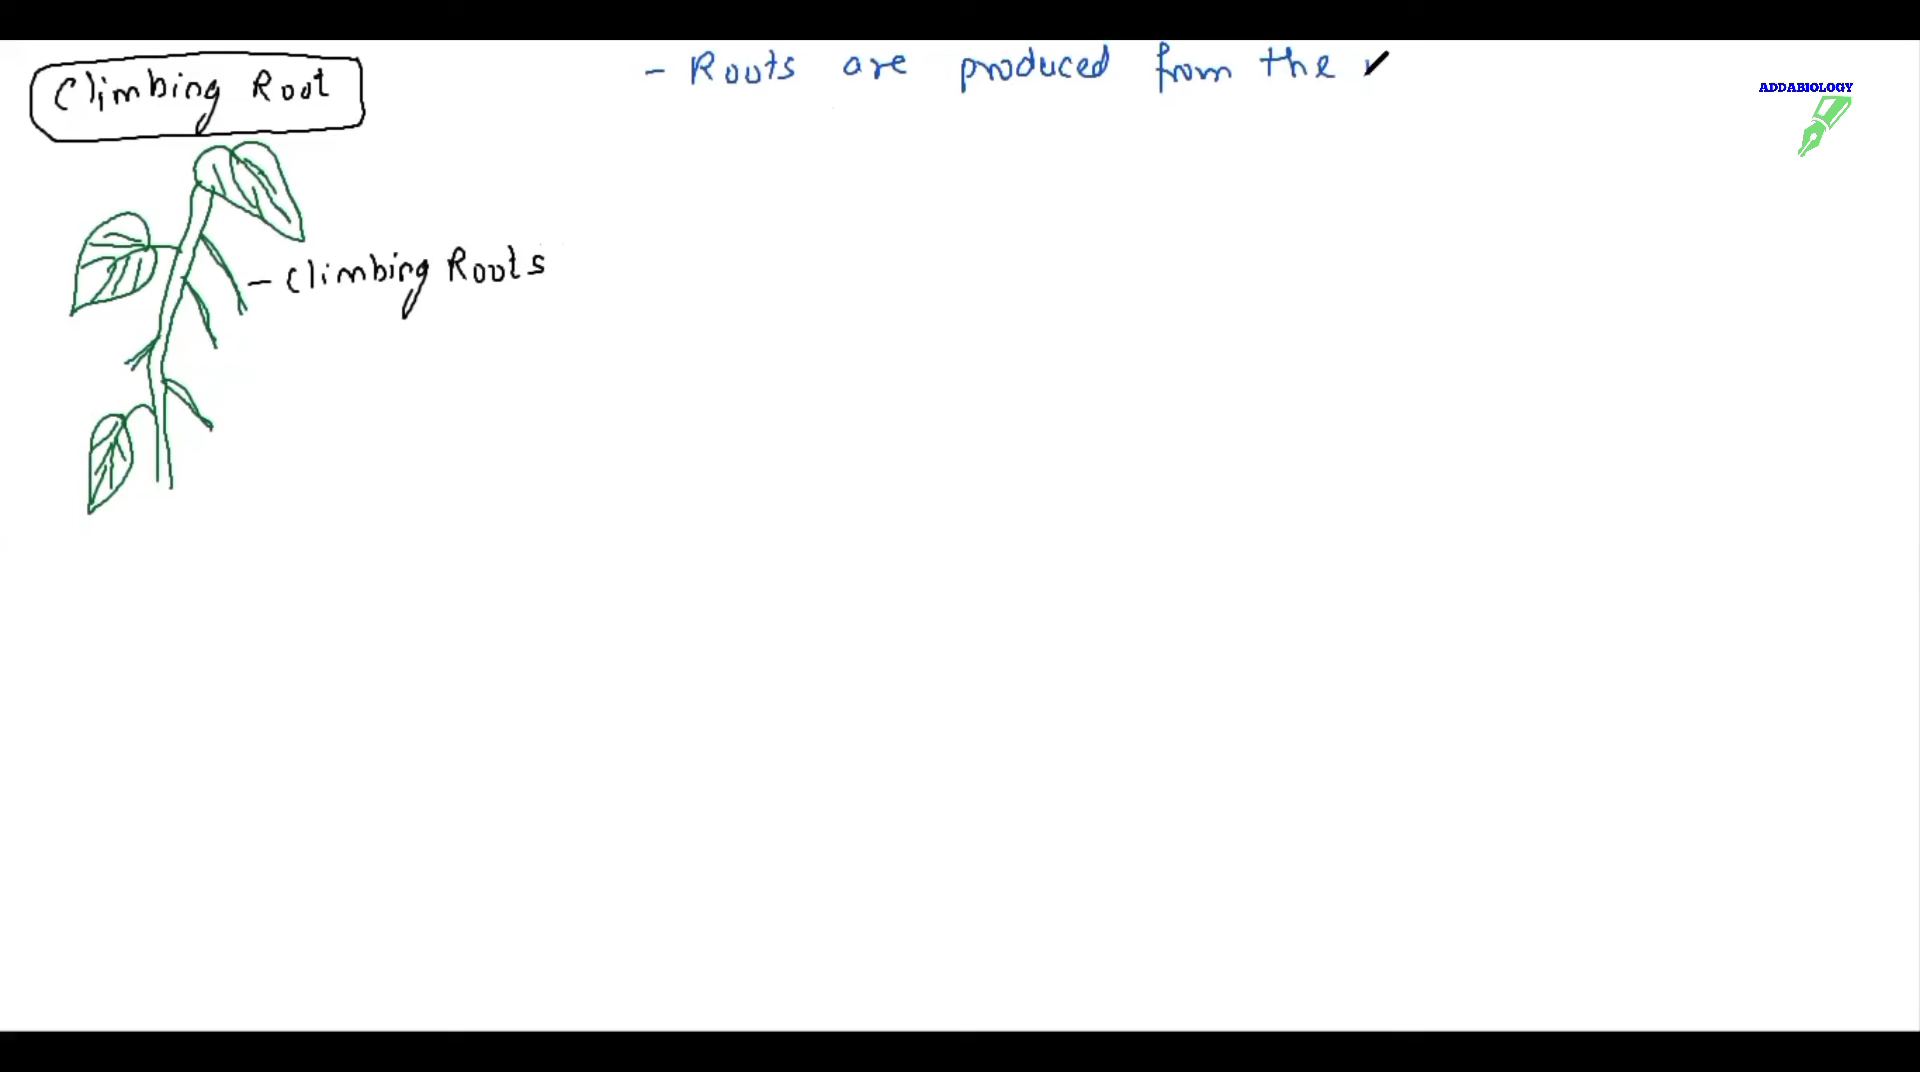 Climbing Root
- Roots are produced from the
ADDABIOLOGY
- Climbing Roots